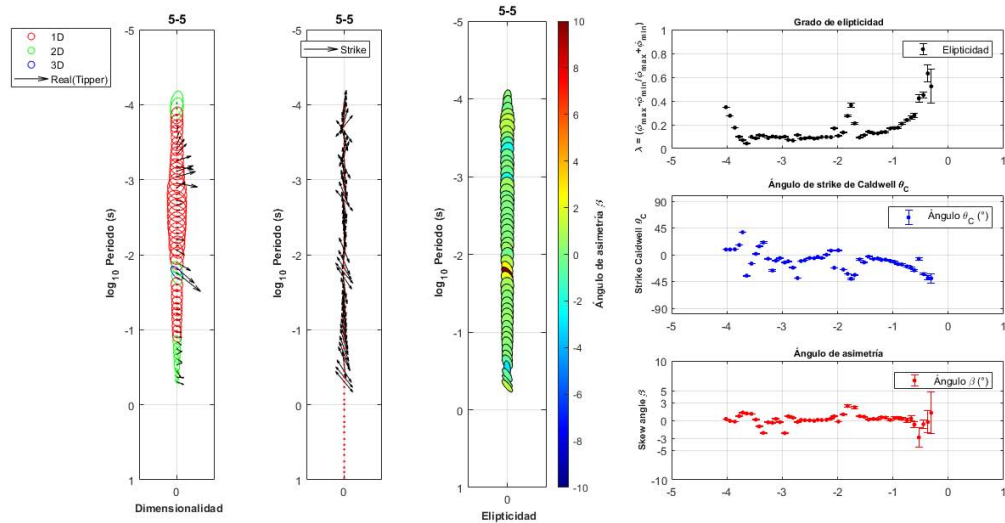 5-5
1D
2D
3D
Real(Tipper)
log10 Periodo (s)
-5
-4
-3
-2
-1
0
1
0
Dimensionalidad
5-5
Strike
log10 Periodo (s)
-5
-4
-3
-2
-1
0
1
0
5-5
log10 Periodo (s)
-5
-4
-3
-2
-1
0
1
0
Elipticidad
Ángulo de asimetría β
10
8
6
4
2
0
-2
-4
-6
-8
-10
Grado de elipticidad
Elipticidad
λ = (ϕmax-ϕmin/ϕmax+ϕmin)
1
0.8
0.6
0.4
0.2
0
-5 -4 -3 -2 -1 0 1
Ángulo de strike de Caldwell θC
Ángulo θC (°)
Strike Caldwell θC
90
45
0
-45
-90
-5 -4 -3 -2 -1 0 1
Ángulo de asimetría
Ángulo β (°)
Skew angle β
10
5
3
0
-3
-5
-10
-5 -4 -3 -2 -1 0 1